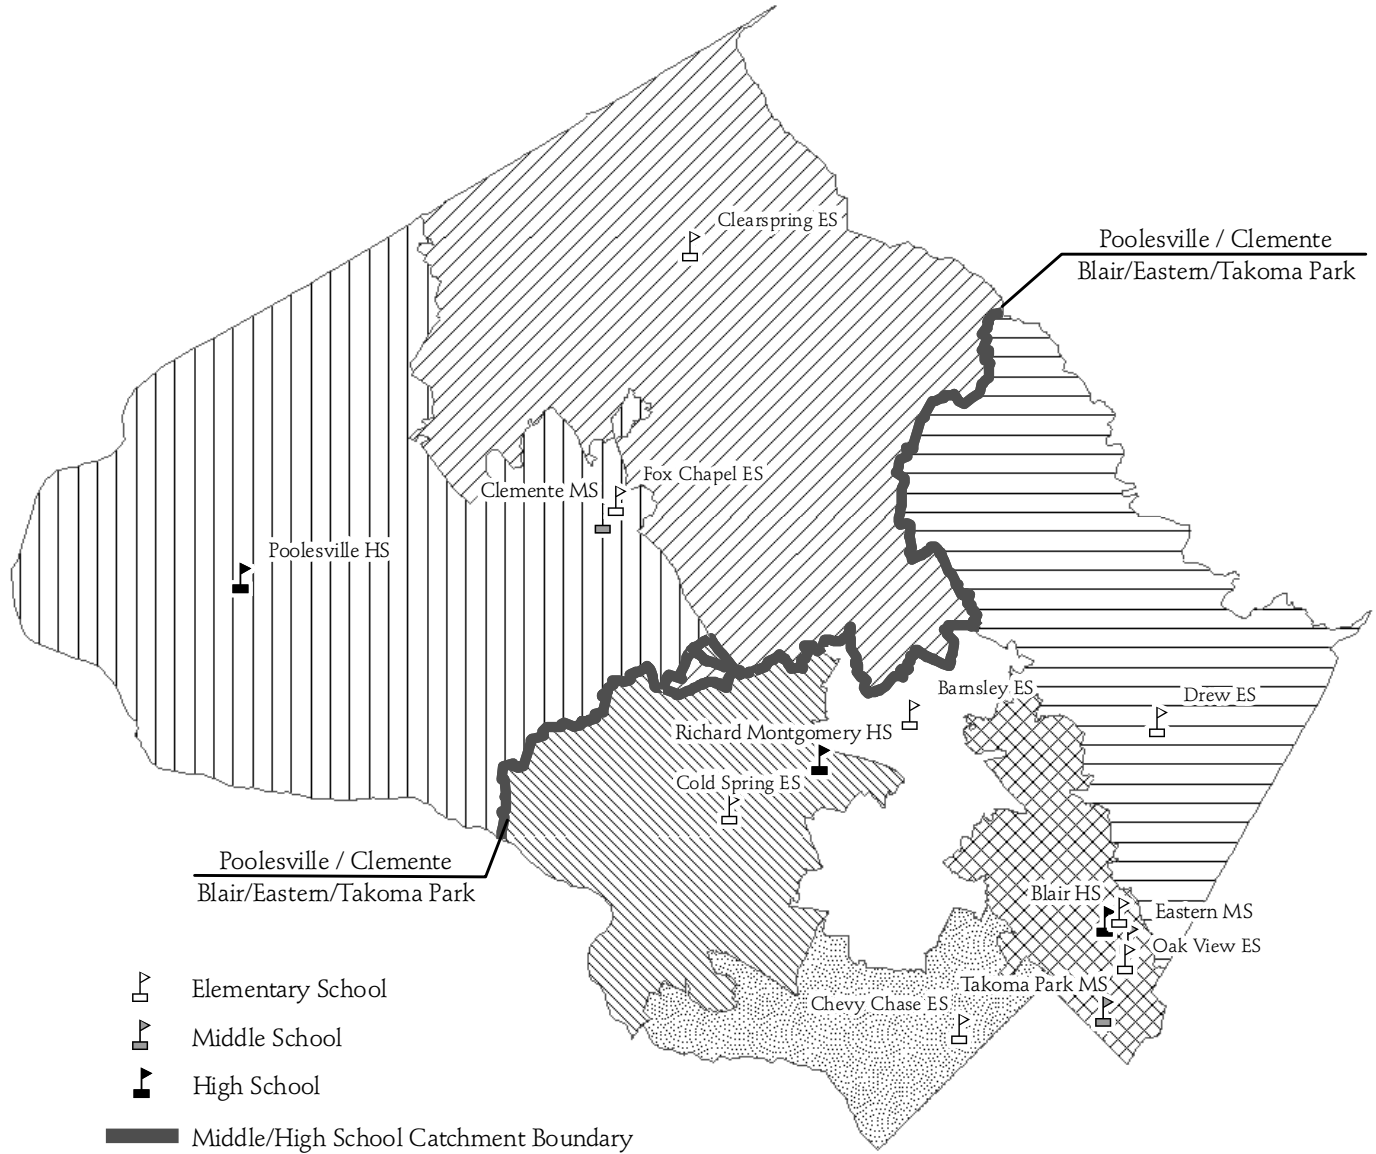 Clearspring ES
Poolesville / Clemente
Blair/Eastern/Takoma Park
Fox Chapel ES
Clemente MS
Poolesville HS
Barnsley ES
Drew ES
Richard Montgomery HS
Cold Spring ES
Poolesville / Clemente
Blair/Eastern/Takoma Park
Blair HS
Eastern MS
Oak View ES
Takoma Park MS
Chevy Chase ES
Elementary School
Middle School
High School
Middle/High School Catchment Boundary